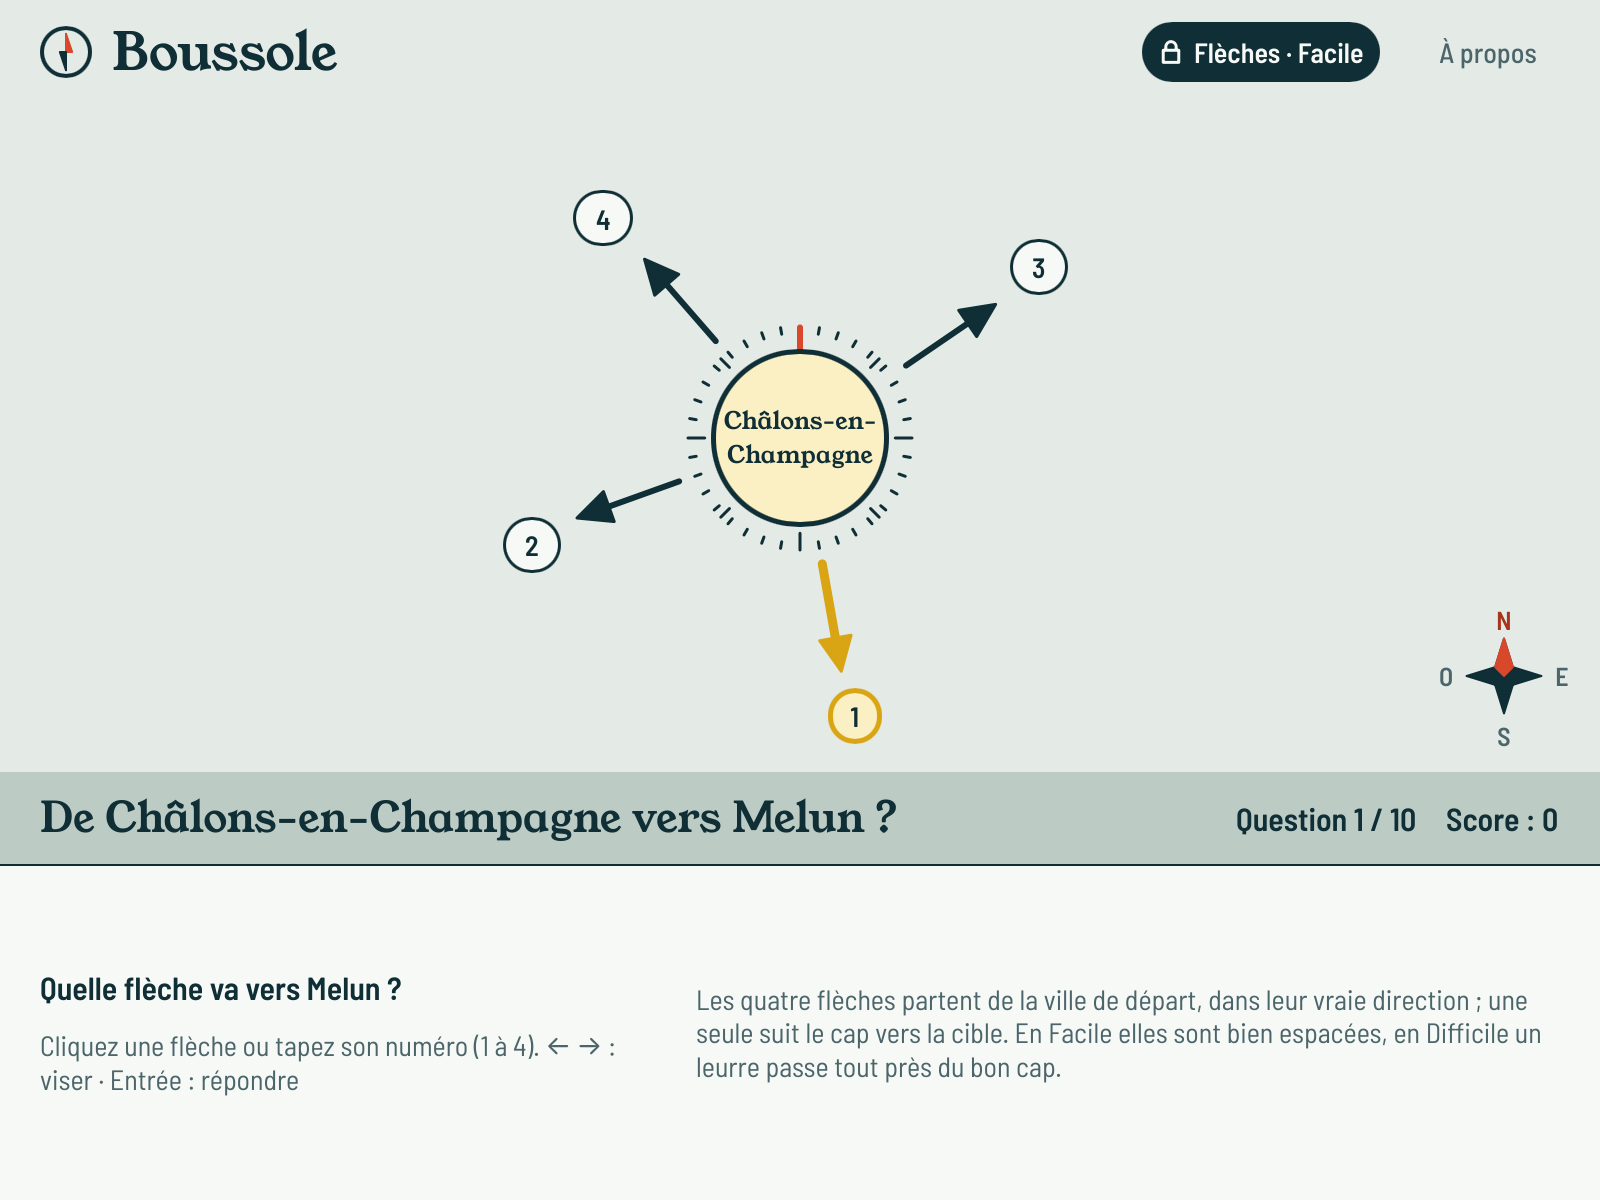 Boussole
Flèches · Facile
À propos
4
3
Châlons-en-
Champagne
2
1
N
O
E
S
De Châlons-en-Champagne vers Melun ?
Question 1 / 10
Score : 0
Quelle flèche va vers Melun ?
Cliquez une flèche ou tapez son numéro (1 à 4). ← → :
viser · Entrée : répondre
Les quatre flèches partent de la ville de départ, dans leur vraie direction ; une
seule suit le cap vers la cible. En Facile elles sont bien espacées, en Difficile un
leurre passe tout près du bon cap.